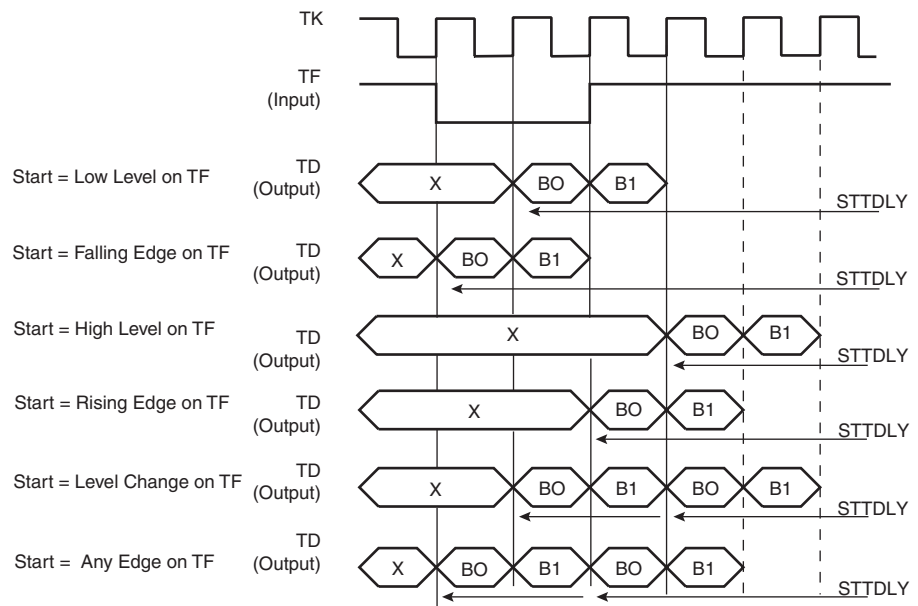 TK
TF
(Input)
Start = Low Level on TF
TD
(Output)
X
BO
B1
STTDLY
Start = Falling Edge on TF
TD
(Output)
X
BO
B1
STTDLY
Start = High Level on TF
TD
(Output)
X
BO
B1
STTDLY
Start = Rising Edge on TF
TD
(Output)
X
BO
B1
STTDLY
Start = Level Change on TF
TD
(Output)
X
BO
B1
BO
B1
STTDLY
Start = Any Edge on TF
TD
(Output)
X
BO
B1
BO
B1
STTDLY